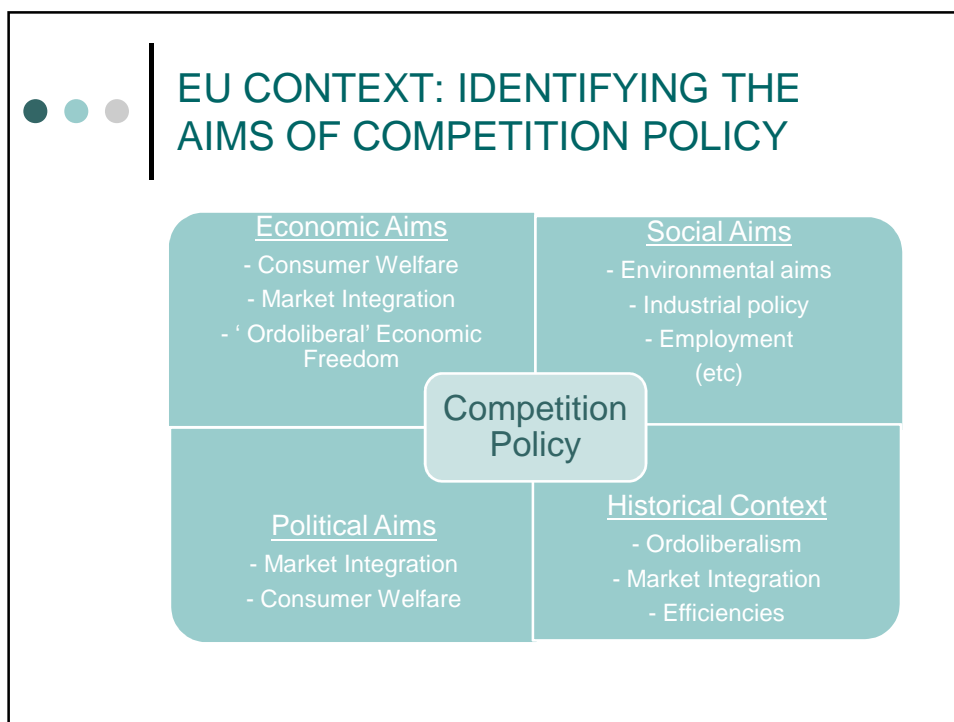 EU CONTEXT: IDENTIFYING THE
AIMS OF COMPETITION POLICY
Economic Aims
- Consumer Welfare
- Market Integration
- ‘ Ordoliberal’ Economic
Freedom
Social Aims
- Environmental aims
- Industrial policy
- Employment
(etc)
Competition
Policy
Political Aims
- Market Integration
- Consumer Welfare
Historical Context
- Ordoliberalism
- Market Integration
- Efficiencies